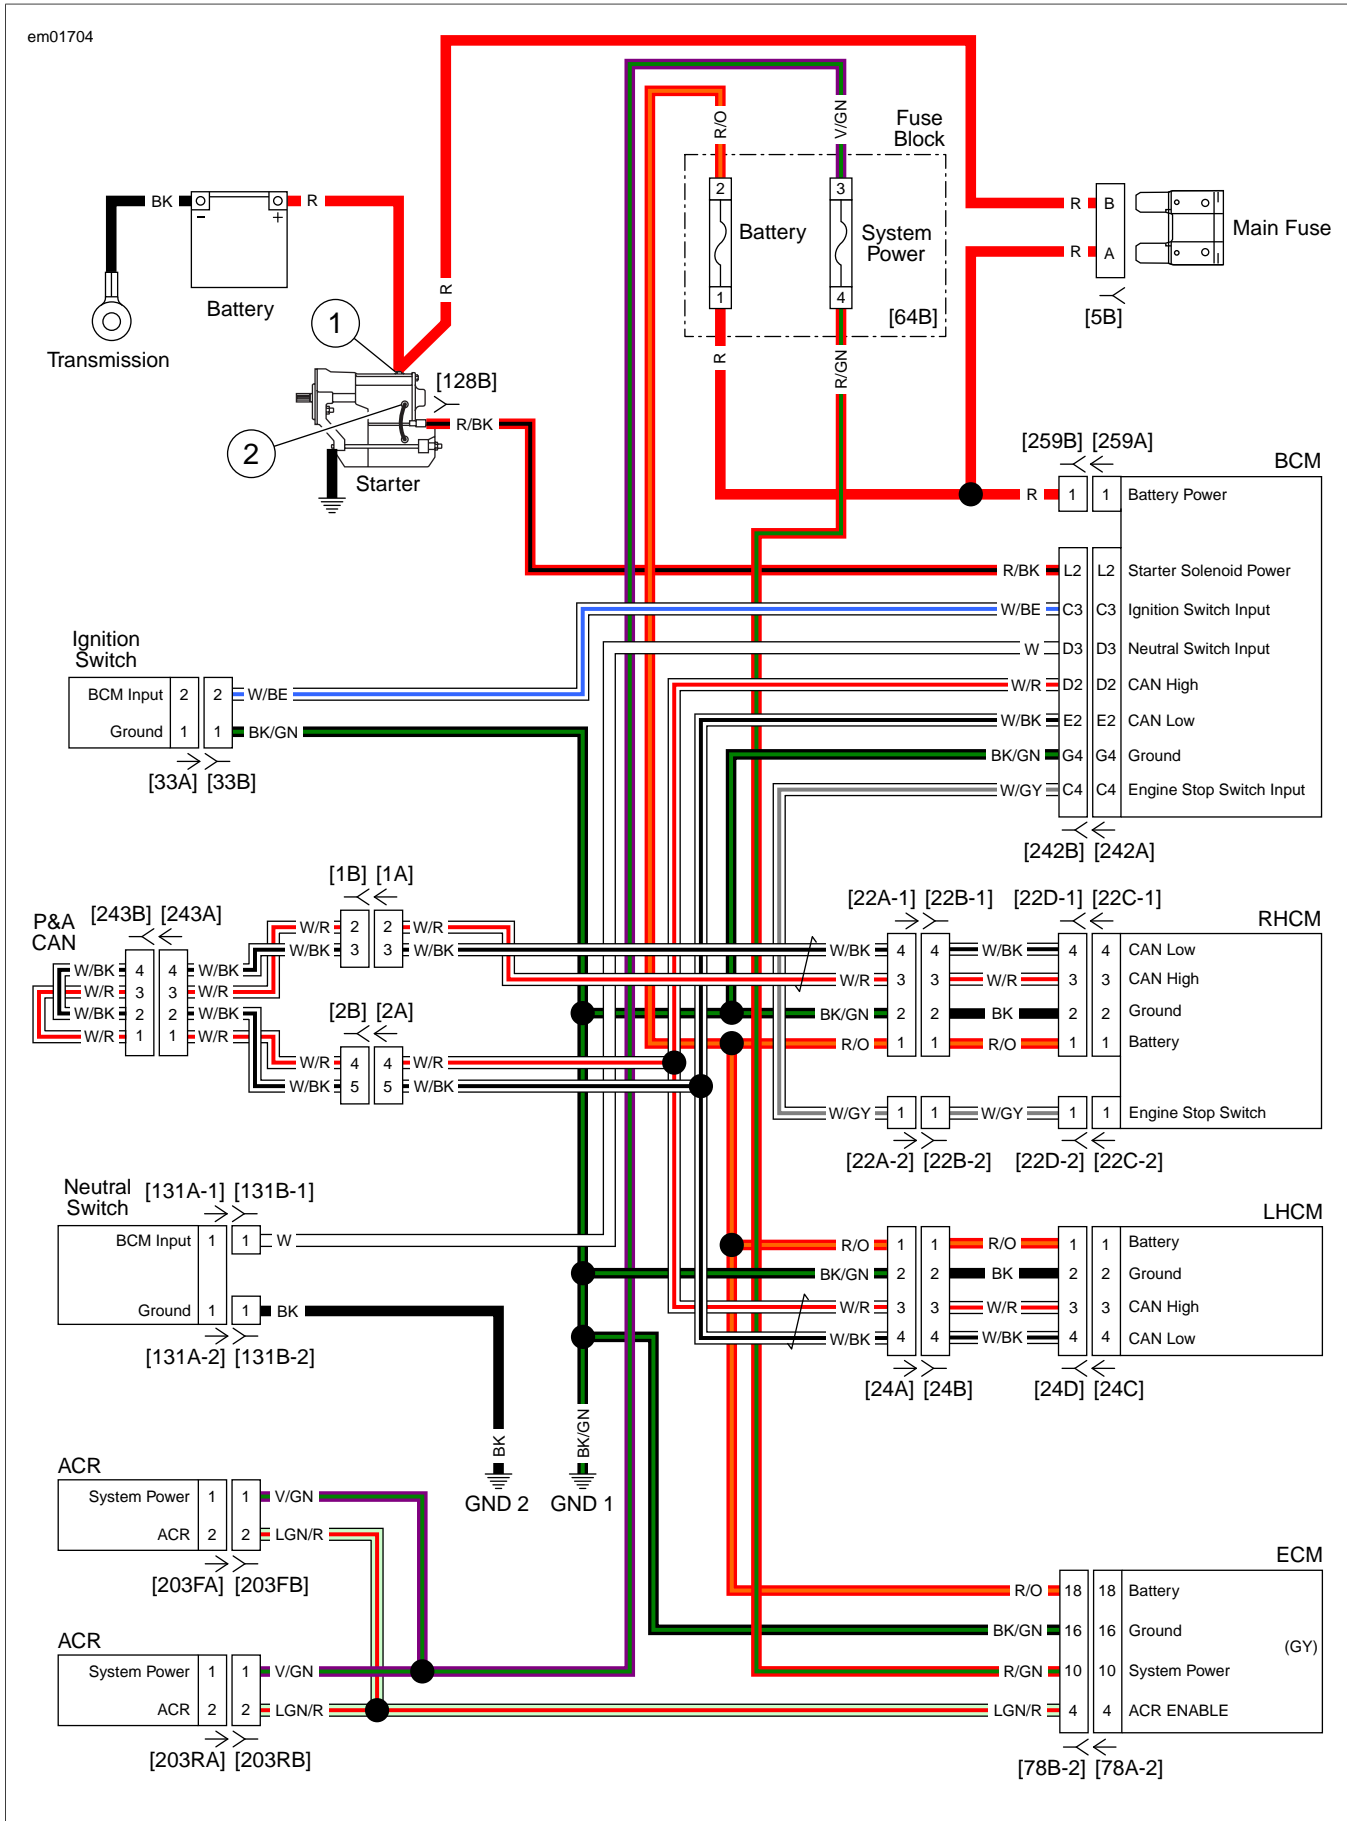 em01704
R/O
V/GN
Fuse
Block
BK
R
R
2
3
Battery
System
Power
1
4
[64B]
R
B
R
A
Main Fuse
[5B]
-
+
Battery
Transmission
R
1
[128B]
R/BK
2
Starter
R
R/GN
[259B] [259A]
BCM
R 1 1 Battery Power
R/BK L2 L2 Starter Solenoid Power
W/BE C3 C3 Ignition Switch Input
W D3 D3 Neutral Switch Input
W/R D2 D2 CAN High
W/BK E2 E2 CAN Low
BK/GN G4 G4 Ground
W/GY C4 C4 Engine Stop Switch Input
[242B] [242A]
Ignition
Switch
BCM Input 2 2 W/BE
Ground 1 1 BK/GN
[33A] [33B]
P&A
CAN
[243B] [243A]
W/BK 4 4 W/BK
W/R 3 3 W/R
W/BK 2 2 W/BK
W/R 1 1 W/R
[1B] [1A]
W/R 2 2 W/R
W/BK 3 3 W/BK
[2B] [2A]
W/R 4 4 W/R
W/BK 5 5 W/BK
[22A-1] [22B-1] [22D-1] [22C-1]
RHCM
W/BK 4 4 W/BK 4 4 CAN Low
W/R 3 3 W/R 3 3 CAN High
BK/GN 2 2 BK 2 2 Ground
R/O 1 1 R/O 1 1 Battery
W/GY 1 1 W/GY 1 1 Engine Stop Switch
[22A-2] [22B-2] [22D-2] [22C-2]
Neutral
Switch
[131A-1] [131B-1]
BCM Input 1 1 W
Ground 1 1 BK
[131A-2] [131B-2]
LHCM
R/O 1 1 R/O 1 1 Battery
BK/GN 2 2 BK 2 2 Ground
W/R 3 3 W/R 3 3 CAN High
W/BK 4 4 W/BK 4 4 CAN Low
[24A] [24B] [24D] [24C]
BK
BK/GN
GND 2 GND 1
ACR
System Power 1 1 V/GN
ACR 2 2 LGN/R
[203FA] [203FB]
ACR
System Power 1 1 V/GN
ACR 2 2 LGN/R
[203RA] [203RB]
ECM
R/O 18 18 Battery
BK/GN 16 16 Ground
(GY)
R/GN 10 10 System Power
LGN/R 4 4 ACR ENABLE
[78B-2] [78A-2]